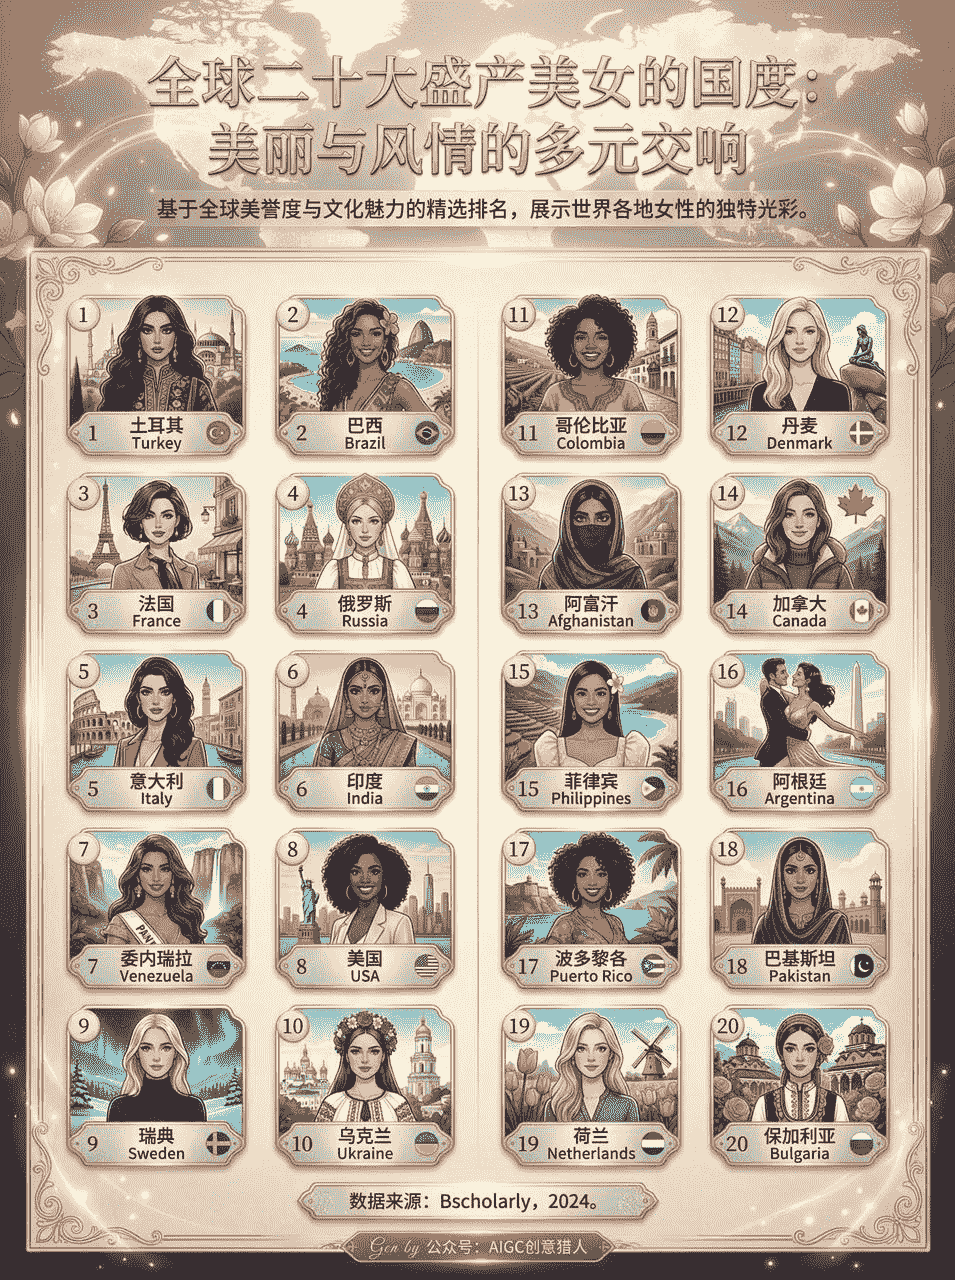 全球二十大盛产美女的国度：
美丽与风情的多元交响
基于全球美誉度与文化魅力的精选排名，展示世界各地女性的独特光彩。
1
1 土耳其
Turkey
2
2 巴西
Brazil
3
3 法国
France
4
4 俄罗斯
Russia
5
5 意大利
Italy
6
6 印度
India
7
PAN
7 委内瑞拉
Venezuela
8
8 美国
USA
9
9 瑞典
Sweden
10
10 乌克兰
Ukraine
11
11 哥伦比亚
Colombia
12
12 丹麦
Denmark
13
13 阿富汗
Afghanistan
14
14 加拿大
Canada
15
15 菲律宾
Philippines
16
16 阿根廷
Argentina
17
17 波多黎各
Puerto Rico
18
18 巴基斯坦
Pakistan
19
19 荷兰
Netherlands
20
20 保加利亚
Bulgaria
数据来源：Bscholarly，2024。
Gen by 公众号：AIGC创意猎人